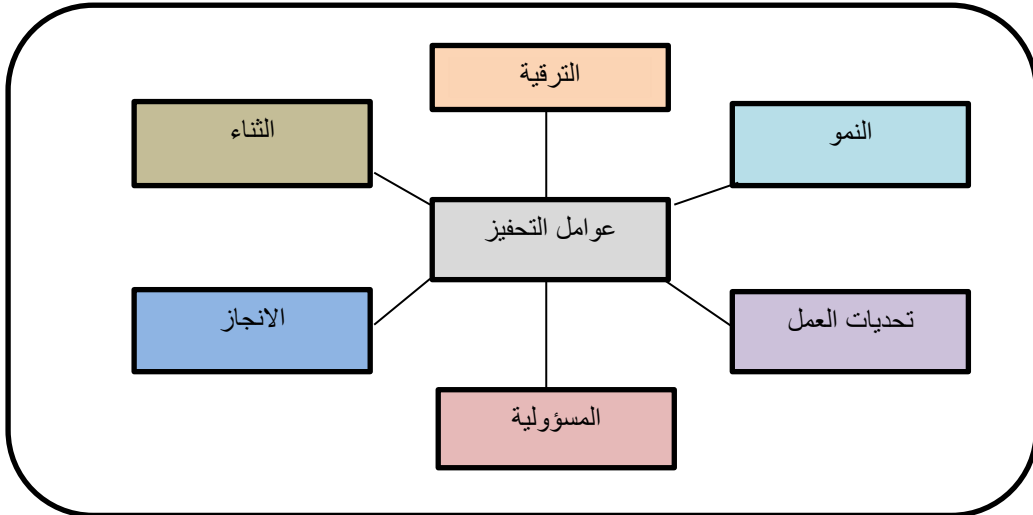 الترقية
النمو
الثناء
عوامل التحفيز
تحديات العمل
الانجاز
المسؤولية